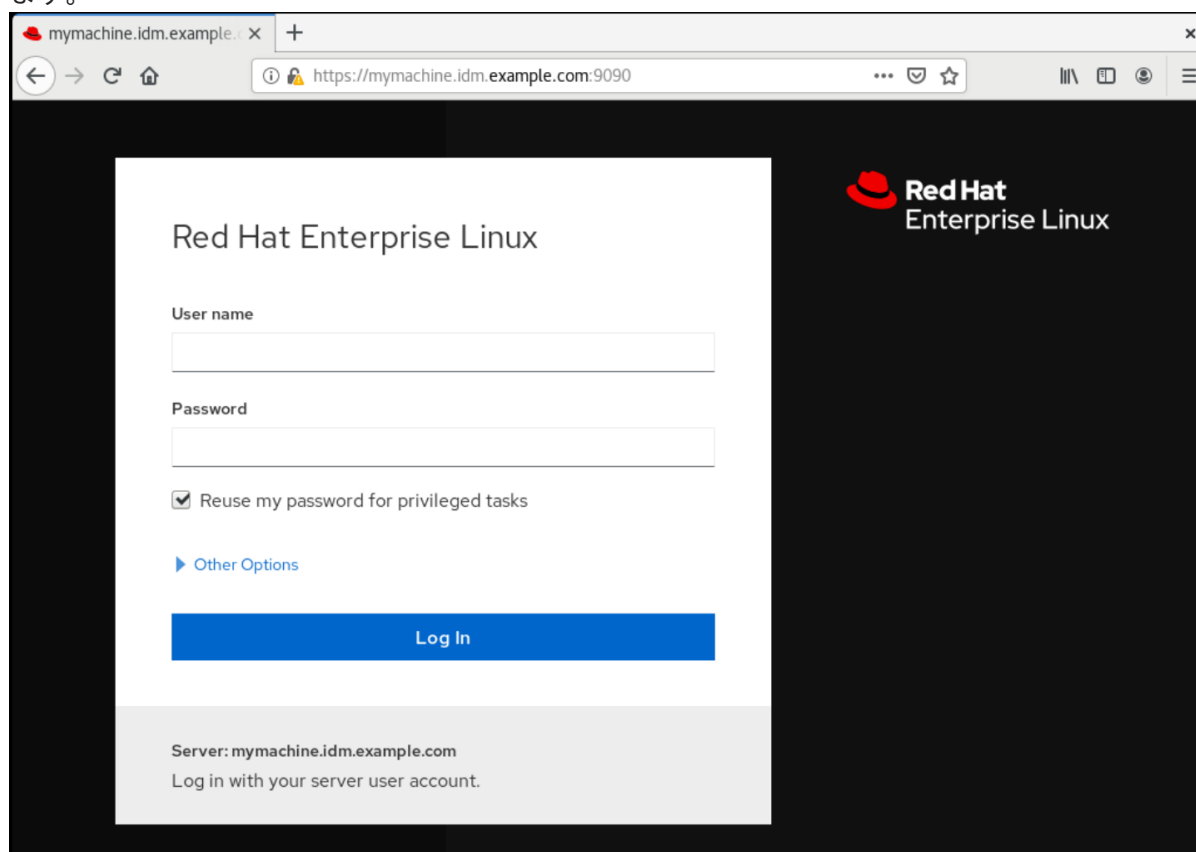 ます。
mymachine.idm.example.c
https://mymachine.idm.example.com:9090
Red Hat
Enterprise Linux
Red Hat Enterprise Linux
User name
Password
Reuse my password for privileged tasks
Other Options
Log In
Server: mymachine.idm.example.com
Log in with your server user account.